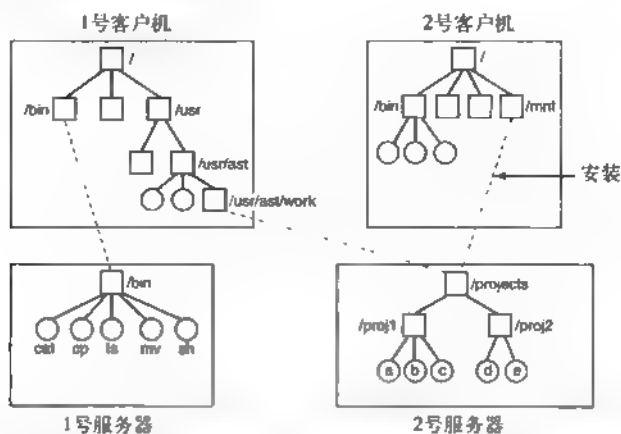 1号客户机
2号客户机
/
/
/bin
/usr
/bin
/mnt
/usr/ast
安装
/usr/ast/work
/bin
/projects
/proj1
/proj2
cat
cp
ls
mv
sh
a
b
c
d
e
1号服务器
2号服务器